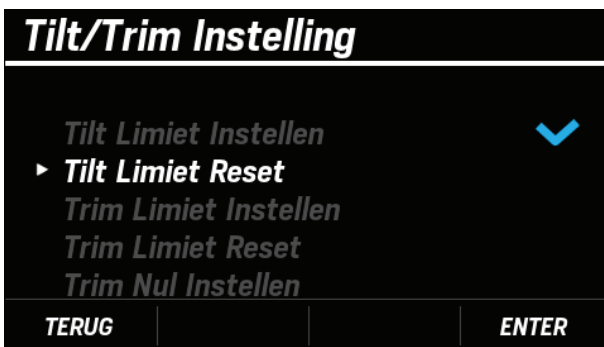 Tilt/Trim Instelling
Tilt Limiet Instellen
Tilt Limiet Reset
Trim Limiet Instellen
Trim Limiet Reset
Trim Nul Instellen
TERUG ENTER